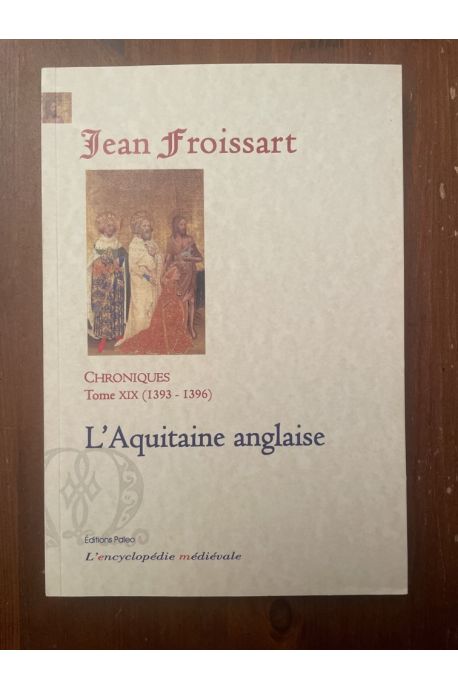 Jean Froissart
CHRONIQUES
Tome XIX (1393 - 1396)
L'Aquitaine anglaise
Éditions Paleo
L'encyclopédie médiévale